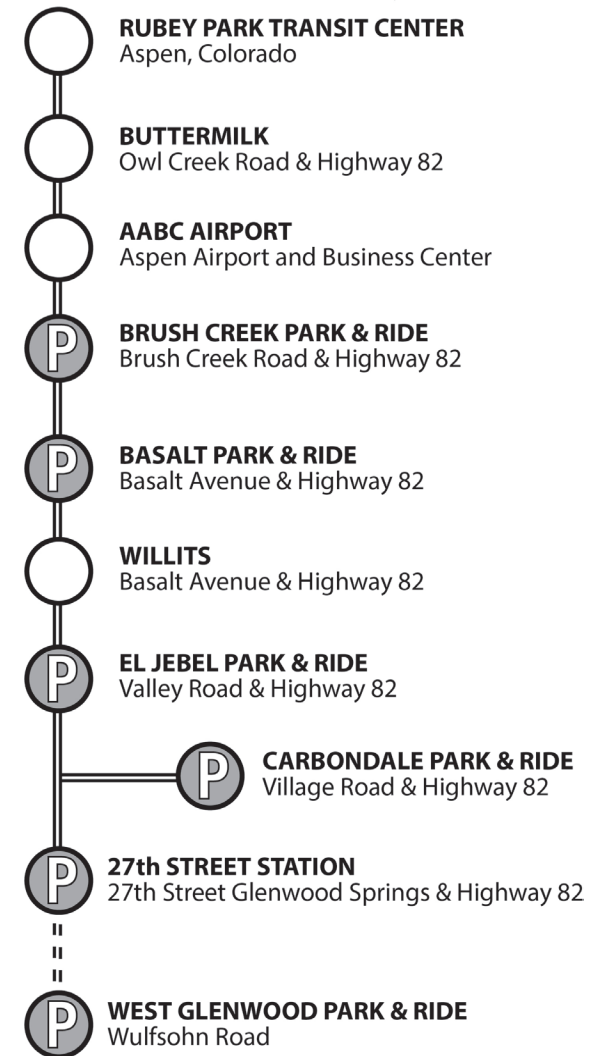 RUBEY PARK TRANSIT CENTER
Aspen, Colorado
BUTTERMILK
Owl Creek Road & Highway 82
AABC AIRPORT
Aspen Airport and Business Center
P
BRUSH CREEK PARK & RIDE
Brush Creek Road & Highway 82
P
BASALT PARK & RIDE
Basalt Avenue & Highway 82
WILLITS
Basalt Avenue & Highway 82
P
EL JEBEL PARK & RIDE
Valley Road & Highway 82
P
CARBONDALE PARK & RIDE
Village Road & Highway 82
P
27th STREET STATION
27th Street Glenwood Springs & Highway 82
P
WEST GLENWOOD PARK & RIDE
Wulfsohn Road